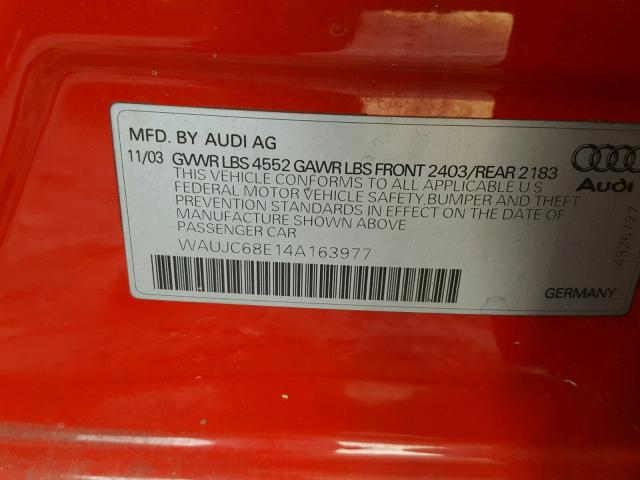 MFD. BY AUDI AG
11/03 GVWR LBS 4552 GAWR LBS FRONT 2403/REAR 2183
THIS VEHICLE CONFORMS TO ALL APPLICABLE U S
FEDERAL MOTOR VEHICLE SAFETY, BUMPER AND THEFT
PREVENTION STANDARDS IN EFFECT ON THE DATE OF
MANUFACTURE SHOWN ABOVE
PASSENGER CAR
WAUJC68E14A163977
Audi
GERMANY